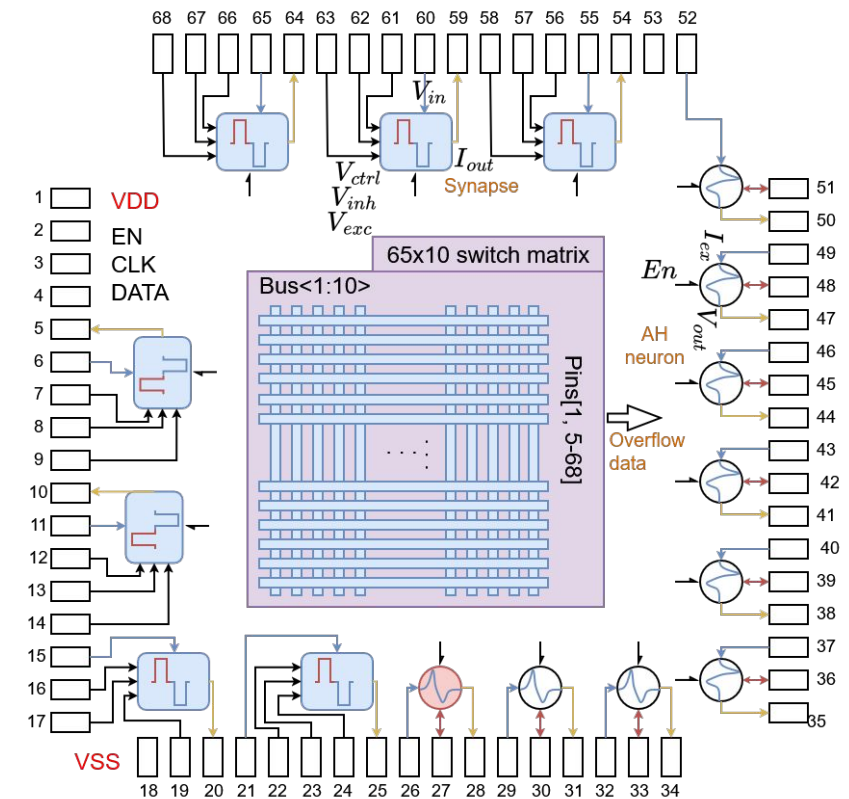 68 67 66 65 64 63 62 61 60 59 58 57 56 55 54 53 52
V_in
V_ctrl
I_out
Synapse
V_inh
V_exc
1
VDD
2
EN
3
CLK
4
DATA
5
6
7
8
9
10
11
12
13
14
15
16
17
VSS
65x10 switch matrix
Bus<1:10>
Pins[1, 5-68]
. . . .
Overflow
data
51
50
I_ex
49
En
48
V_out
47
AH
neuron
46
45
44
43
42
41
40
39
38
37
36
35
18 19 20 21 22 23 24 25 26 27 28 29 30 31 32 33 34